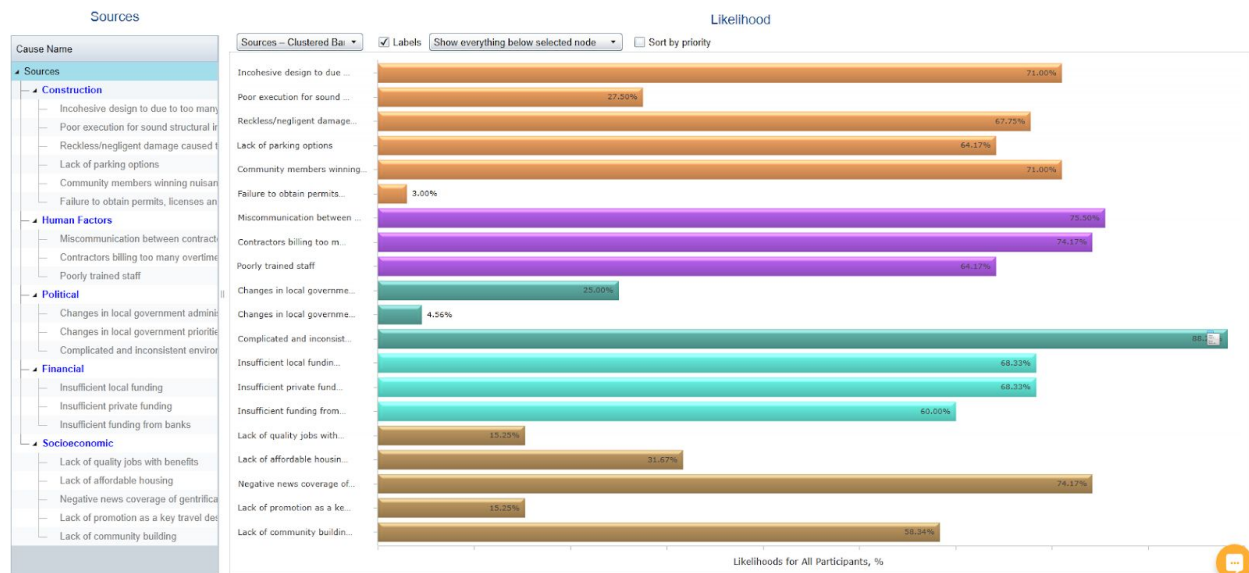 Sources
Likelihood
Cause Name
Sources – Clustered Bar
Labels
Show everything below selected node
Sort by priority
Sources
Construction
Incohesive design to due to too many
Poor execution for sound structural in
Reckless/negligent damage caused t
Lack of parking options
Community members winning nuisan
Failure to obtain permits, licenses an
Human Factors
Miscommunication between contract
Contractors billing too many overtime
Poorly trained staff
Political
Changes in local government adminis
Changes in local government prioritie
Complicated and inconsistent environ
Financial
Insufficient local funding
Insufficient private funding
Insufficient funding from banks
Socioeconomic
Lack of quality jobs with benefits
Lack of affordable housing
Negative news coverage of gentrifica
Lack of promotion as a key travel des
Lack of community building
Incohesive design to due ... 71.00%
Poor execution for sound ... 27.50%
Reckless/negligent damage... 67.75%
Lack of parking options 64.17%
Community members winning... 71.00%
Failure to obtain permits... 3.00%
Miscommunication between ... 75.50%
Contractors billing too m... 74.17%
Poorly trained staff 64.17%
Changes in local governme... 25.00%
Changes in local governme... 4.56%
Complicated and inconsist...
Insufficient local fundin... 68.33%
Insufficient private fund... 68.33%
Insufficient funding from... 60.00%
Lack of quality jobs with... 15.25%
Lack of affordable housin... 31.67%
Negative news coverage of... 74.17%
Lack of promotion as a ke... 15.25%
Lack of community buildin... 58.34%
Likelihoods for All Participants, %